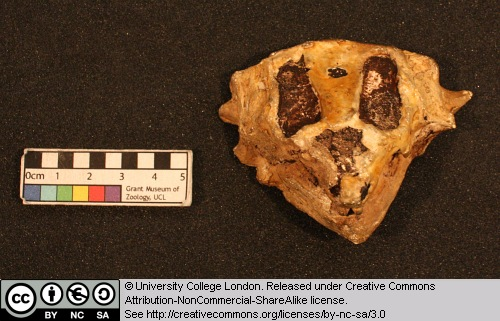 0cm 1 2 3 4 5
Grant Museum of
Zoology, UCL
cc BY NC SA
© University College London. Released under Creative Commons
Attribution-NonCommercial-ShareAlike license.
See http://creativecommons.org/licenses/by-nc-sa/3.0